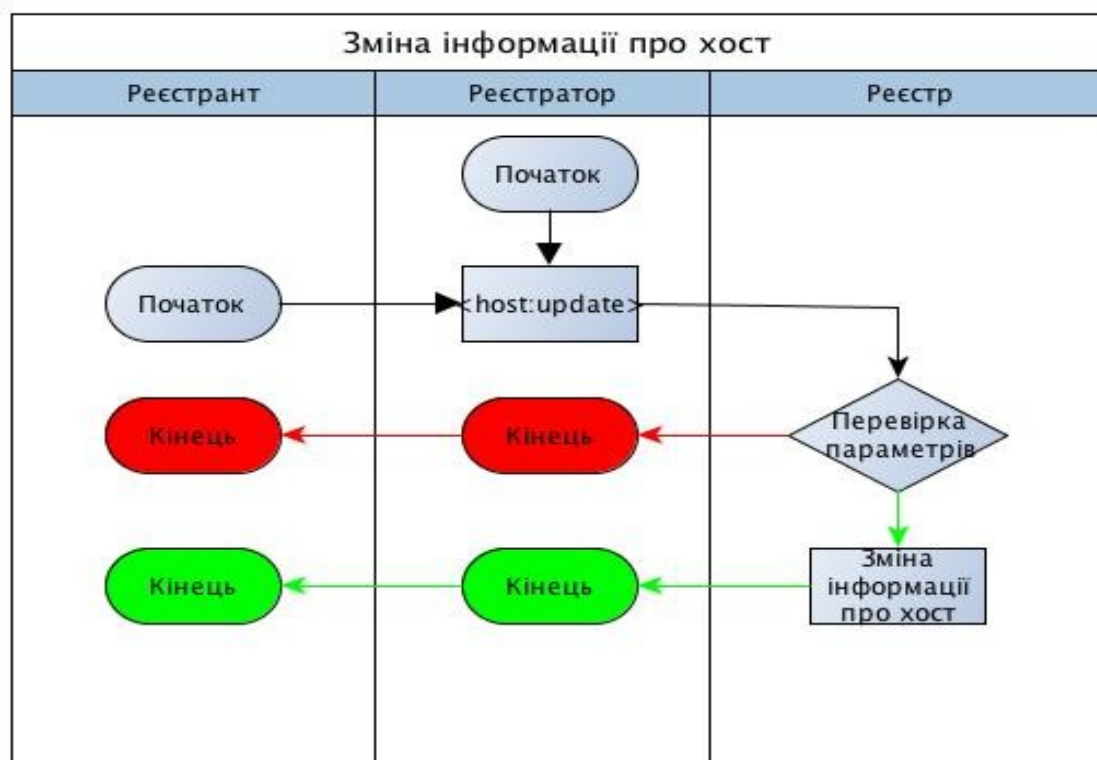 Зміна інформації про хост
Реєстрант
Реєстратор
Реєстр
Початок
Початок
<host:update>
Кінець
Кінець
Перевірка
параметрів
Кінець
Кінець
Зміна
інформації
про хост